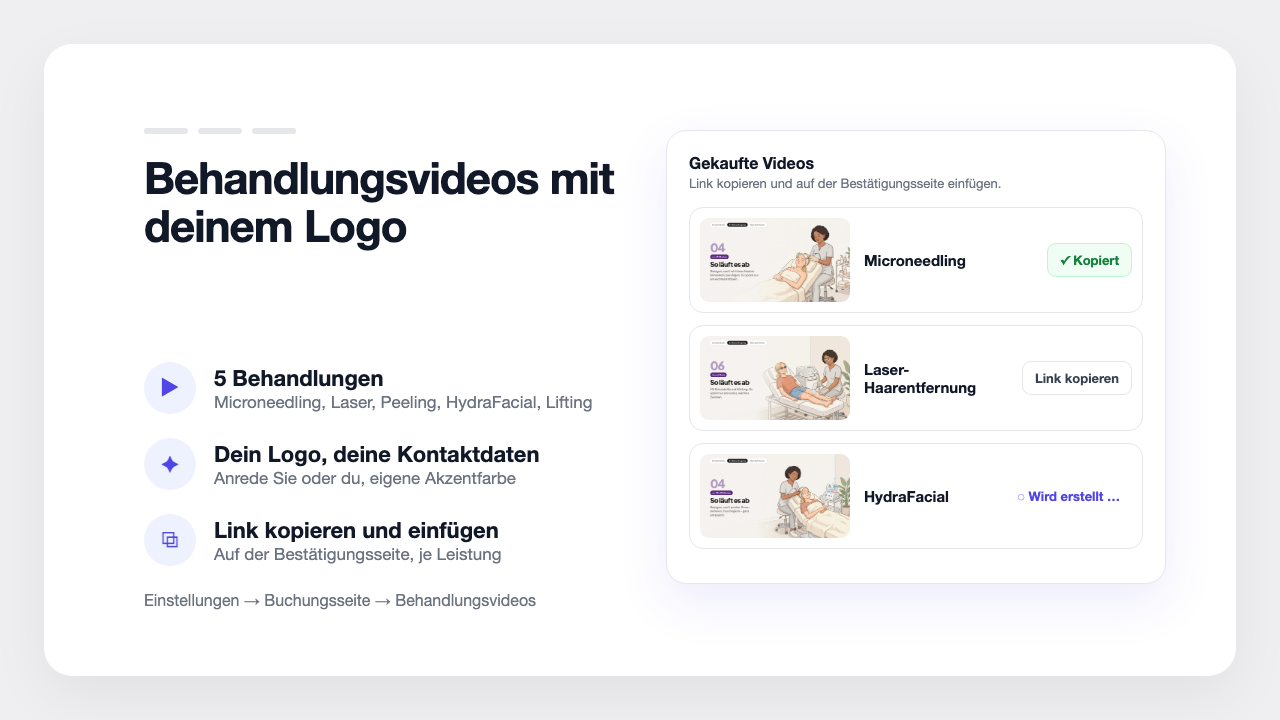 Behandlungsvideos mit
deinem Logo
5 Behandlungen
Microneedling, Laser, Peeling, HydraFacial, Lifting
Dein Logo, deine Kontaktdaten
Anrede Sie oder du, eigene Akzentfarbe
Link kopieren und einfügen
Auf der Bestätigungsseite, je Leistung
Einstellungen → Buchungsseite → Behandlungsvideos
Gekaufte Videos
Link kopieren und auf der Bestätigungsseite einfügen.
04
So läuft es ab
Microneedling
✓ Kopiert
06
So läuft es ab
Laser-
Haarentfernung
Link kopieren
04
So läuft es ab
HydraFacial
○ Wird erstellt …